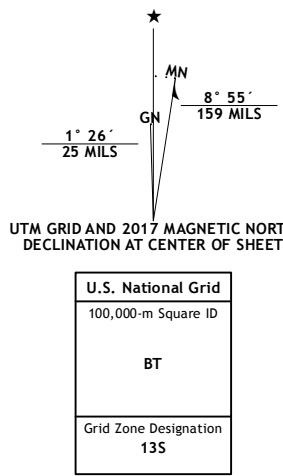 MN
GN
8° 55´
159 MILS
1° 26´
25 MILS
UTM GRID AND 2017 MAGNETIC NORT
DECLINATION AT CENTER OF SHEET
U.S. National Grid
100,000-m Square ID
BT
Grid Zone Designation
13S